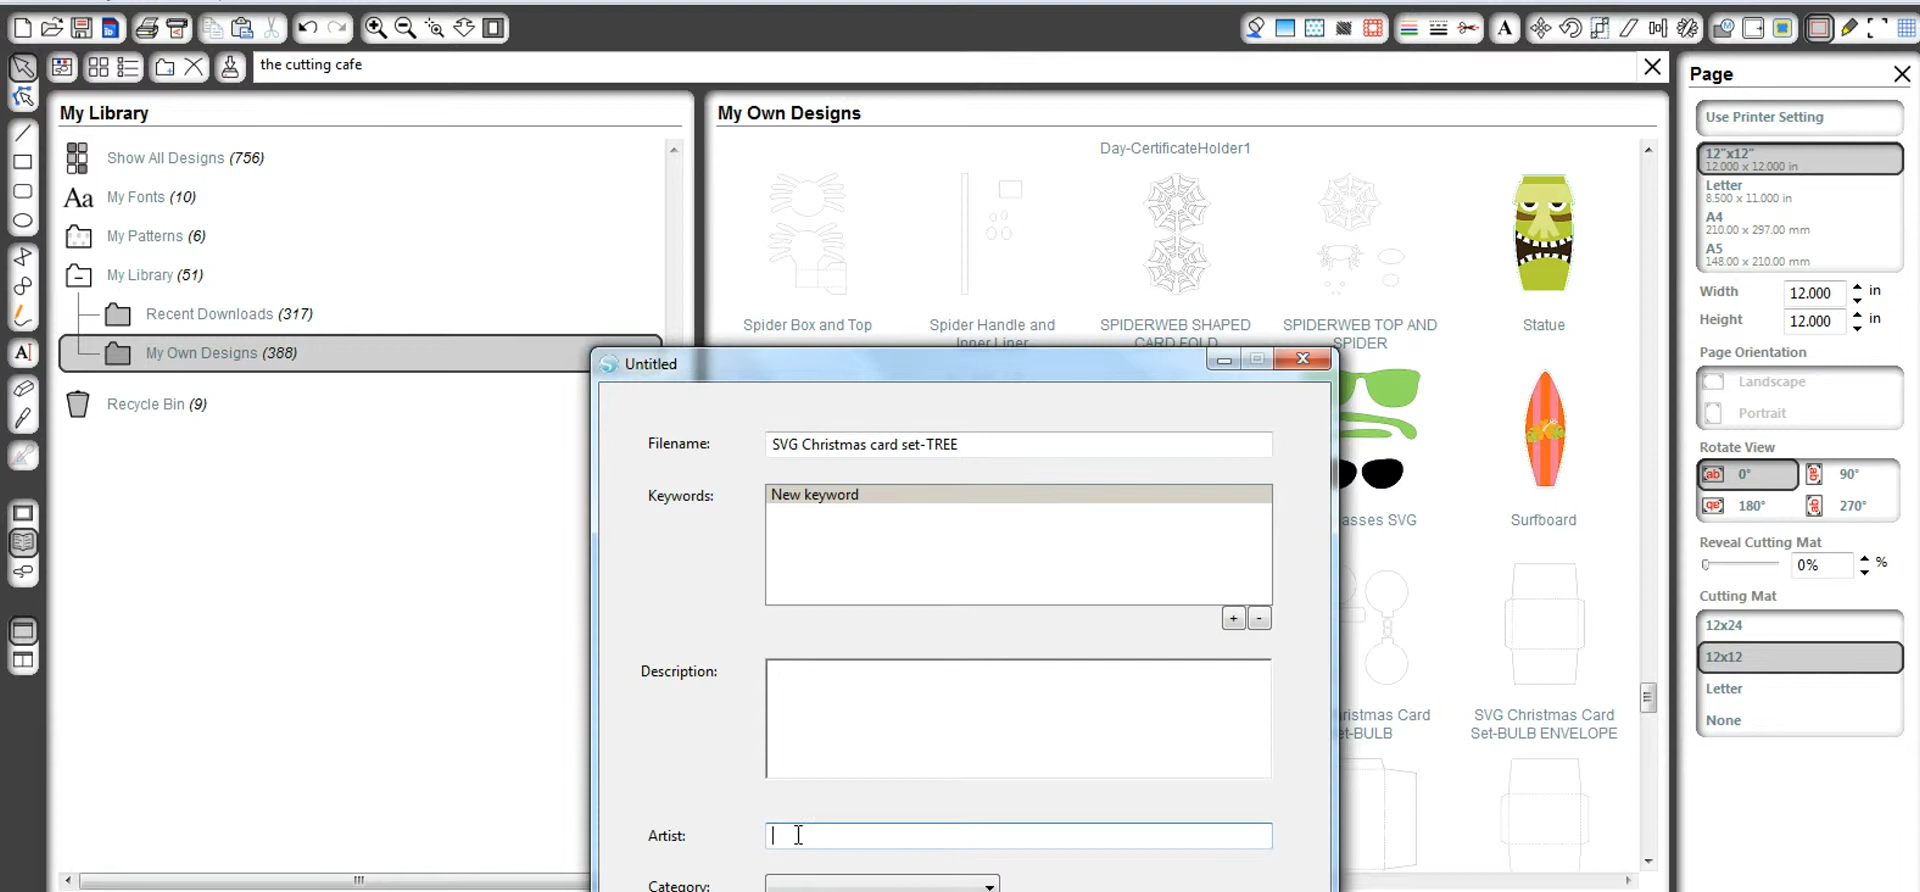 the cutting cafe
My Library
Show All Designs (756)
Aa My Fonts (10)
My Patterns (6)
My Library (51)
Recent Downloads (317)
My Own Designs (388)
Recycle Bin (9)
My Own Designs
Day-CertificateHolder1
Spider Box and Top
Spider Handle and
Inner Liner
SPIDERWEB SHAPED
CARD FOLD
SPIDERWEB TOP AND
SPIDER
Statue
asses SVG
Surfboard
ristmas Card
et-BULB
SVG Christmas Card
Set-BULB ENVELOPE
Untitled
Filename: SVG Christmas card set-TREE
Keywords: New keyword
+ -
Description:
Artist:
Category:
Page
Use Printer Setting
12"x12"
12.000 x 12.000 in
Letter
8.500 x 11.000 in
A4
210.00 x 297.00 mm
A5
148.00 x 210.00 mm
Width 12.000 in
Height 12.000 in
Page Orientation
Landscape
Portrait
Rotate View
ab 0° ab 90°
ab 180° ab 270°
Reveal Cutting Mat
0% %
Cutting Mat
12x24
12x12
Letter
None